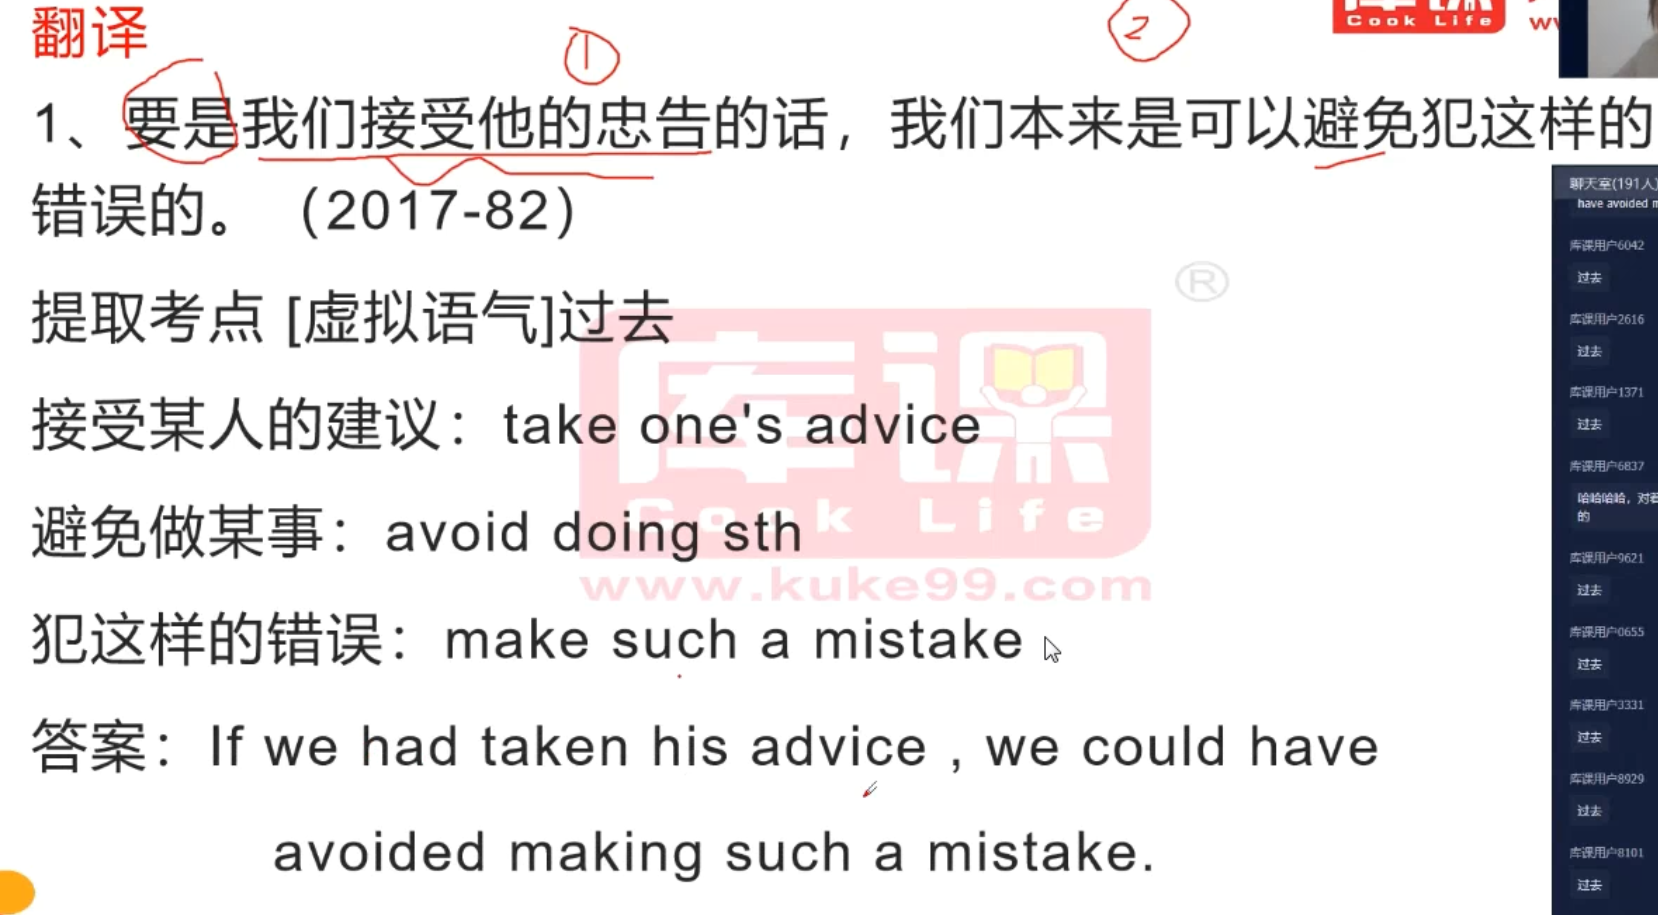 翻译
①
②
Cook Life
1、要是我们接受他的忠告的话，我们本来是可以避免犯这样的
错误的。（2017-82）
提取考点 [虚拟语气]过去
接受某人的建议：take one's advice
避免做某事：avoid doing sth
犯这样的错误：make such a mistake
答案：If we had taken his advice , we could have
avoided making such a mistake.
®
库课
Cook Life
www.kuke99.com
聊天室(191人)
have avoided m
库课用户6042
过去
库课用户2616
过去
库课用户1371
过去
库课用户6837
哈哈哈哈，对
的
库课用户9621
过去
库课用户0655
过去
库课用户3331
过去
库课用户8929
过去
库课用户8101
过去